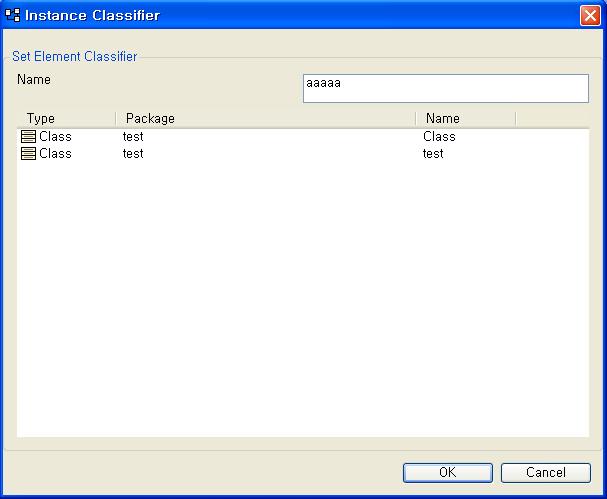 Instance Classifier
Set Element Classifier
Name aaaaa
Type Package Name
Class test Class
Class test test
OK Cancel